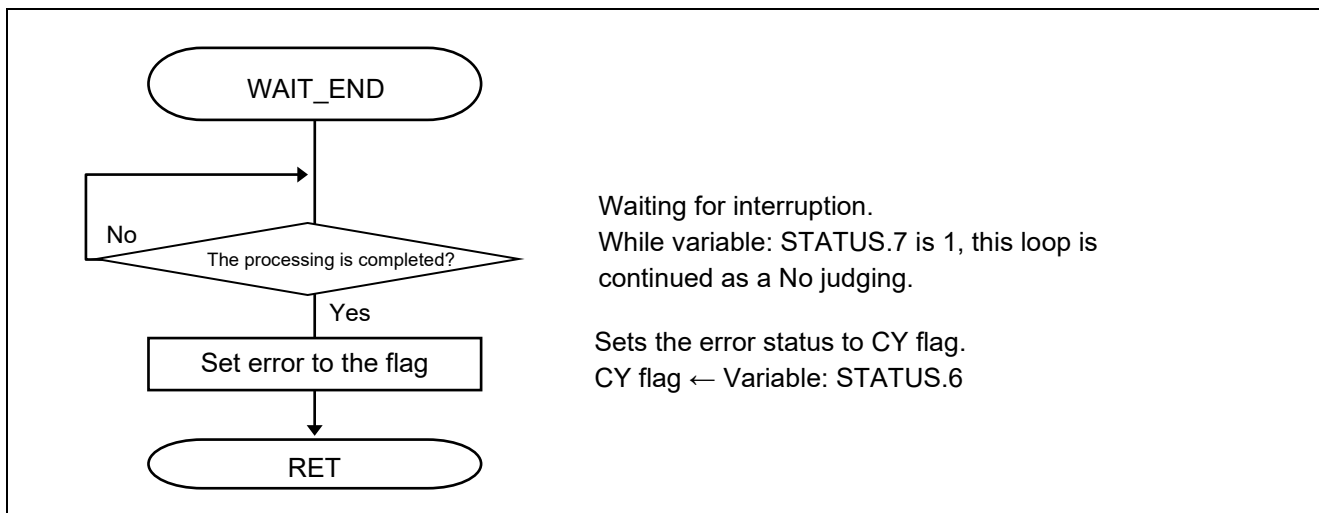 WAIT_END
No
The processing is completed?
Waiting for interruption.
While variable: STATUS.7 is 1, this loop is
continued as a No judging.
Yes
Set error to the flag
Sets the error status to CY flag.
CY flag ← Variable: STATUS.6
RET